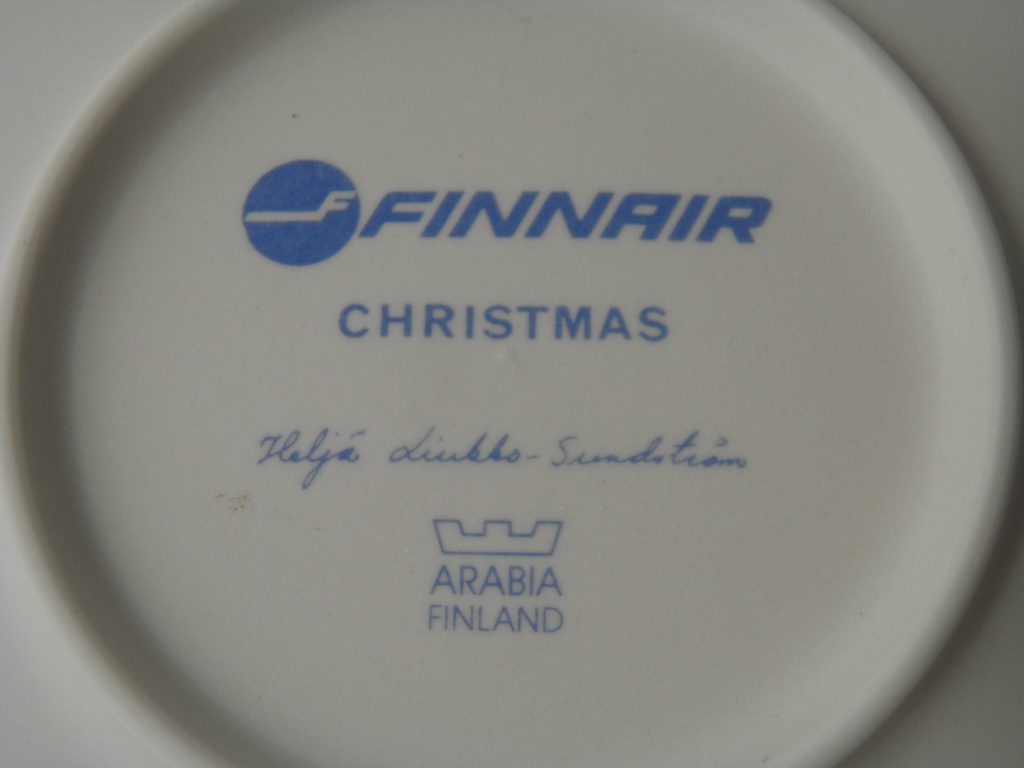 F FINNAIR
CHRISTMAS
Heljä Liukko-Sundström
ARABIA
FINLAND